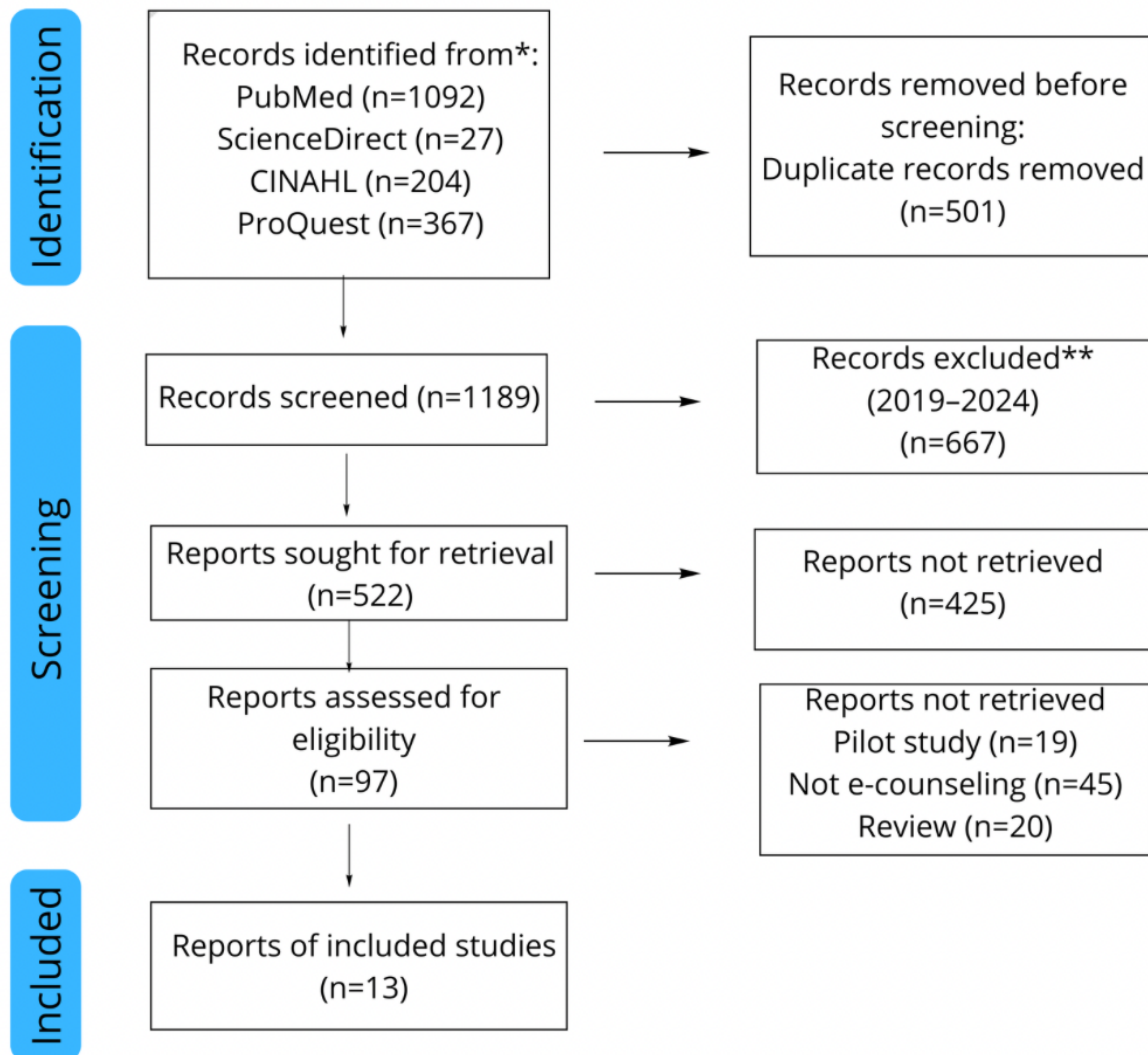 Identification
Records identified from*:
PubMed (n=1092)
ScienceDirect (n=27)
CINAHL (n=204)
ProQuest (n=367)
Records removed before
screening:
Duplicate records removed
(n=501)
Screening
Records screened (n=1189)
Records excluded**
(2019–2024)
(n=667)
Reports sought for retrieval
(n=522)
Reports not retrieved
(n=425)
Reports assessed for
eligibility
(n=97)
Reports not retrieved
Pilot study (n=19)
Not e-counseling (n=45)
Review (n=20)
Included
Reports of included studies
(n=13)